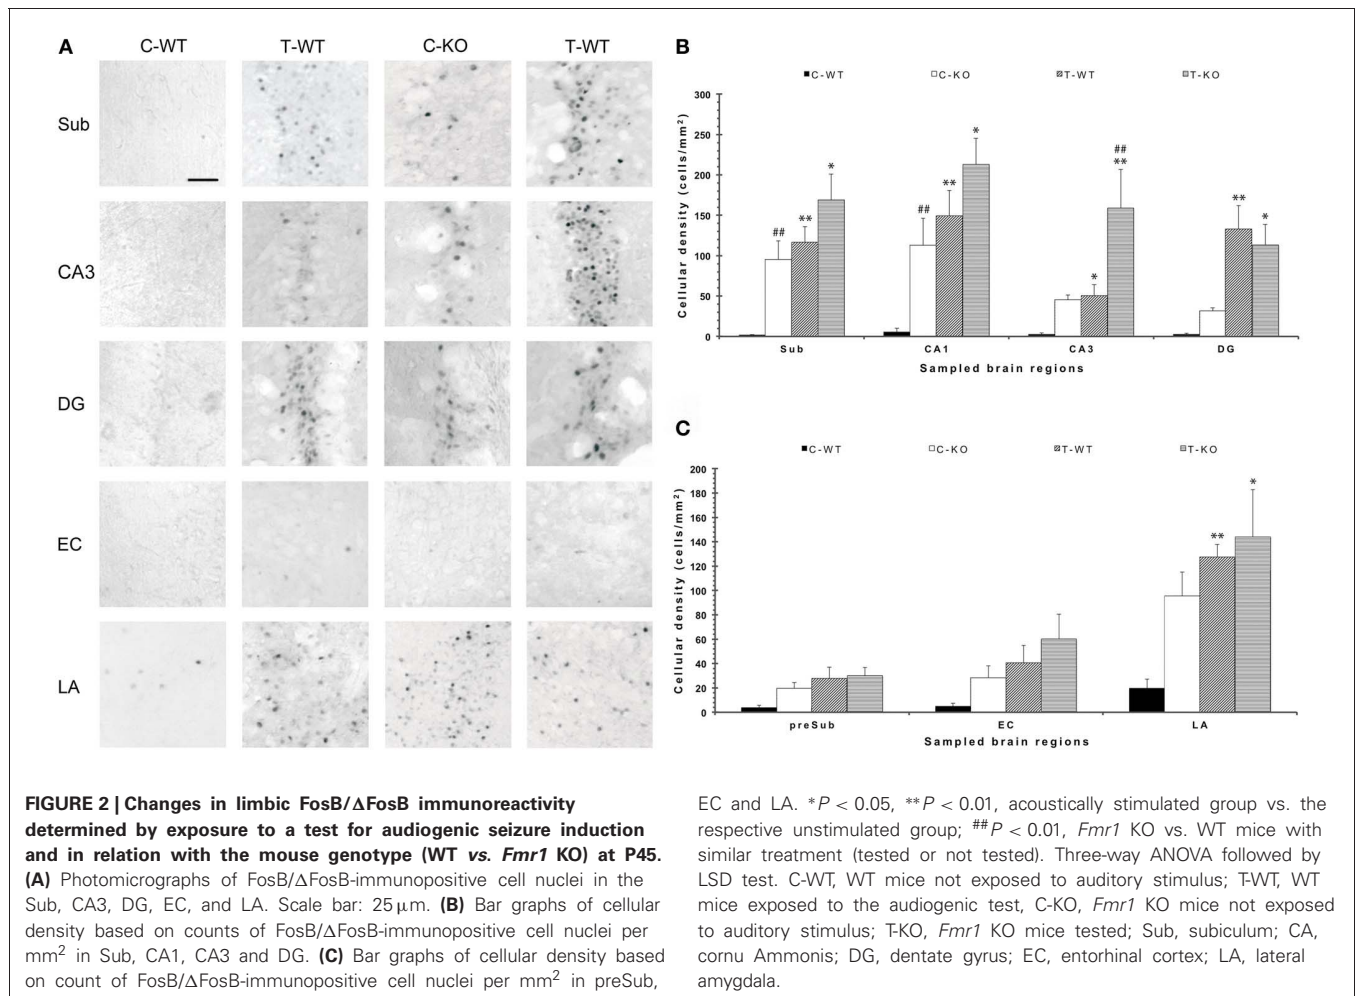 A
C-WT T-WT C-KO T-WT
Sub
CA3
DG
EC
LA
B
C-WT C-KO T-WT T-KO
Cellular density (cells/mm²)
300
250
200
150
100
50
0
## ** *
## ** *
* ## **
** *
Sub CA1 CA3 DG
Sampled brain regions
C
C-WT C-KO T-WT T-KO
Cellular density (cells/mm²)
200
180
160
140
120
100
80
60
40
20
0
** *
preSub EC LA
Sampled brain regions
FIGURE 2 | Changes in limbic FosB/ΔFosB immunoreactivity
determined by exposure to a test for audiogenic seizure induction
and in relation with the mouse genotype (WT vs. Fmr1 KO) at P45.
(A) Photomicrographs of FosB/ΔFosB-immunopositive cell nuclei in the
Sub, CA3, DG, EC, and LA. Scale bar: 25 μm. (B) Bar graphs of cellular
density based on counts of FosB/ΔFosB-immunopositive cell nuclei per
mm² in Sub, CA1, CA3 and DG. (C) Bar graphs of cellular density based
on count of FosB/ΔFosB-immunopositive cell nuclei per mm² in preSub,
EC and LA. *P < 0.05, **P < 0.01, acoustically stimulated group vs. the
respective unstimulated group; ##P < 0.01, Fmr1 KO vs. WT mice with
similar treatment (tested or not tested). Three-way ANOVA followed by
LSD test. C-WT, WT mice not exposed to auditory stimulus; T-WT, WT
mice exposed to the audiogenic test, C-KO, Fmr1 KO mice not exposed
to auditory stimulus; T-KO, Fmr1 KO mice tested; Sub, subiculum; CA,
cornu Ammonis; DG, dentate gyrus; EC, entorhinal cortex; LA, lateral
amygdala.